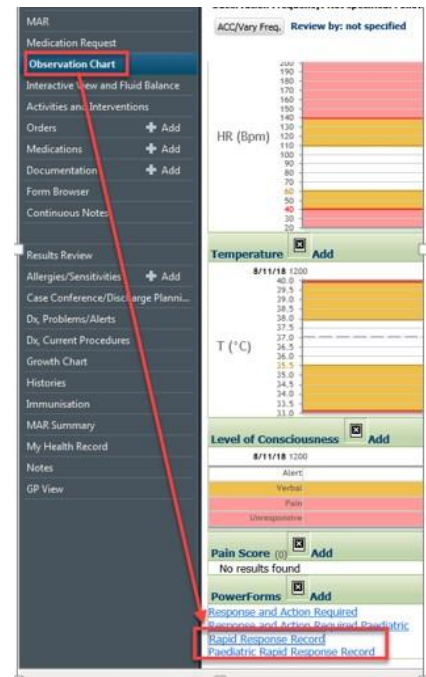 MAR
Medication Request
Observation Chart
Interactive View and Fluid Balance
Activities and Interventions
Orders Add
Medications Add
Documentation Add
Form Browser
Continuous Notes
Results Review
Allergies/Sensitivities Add
Case Conference/Discharge Planni...
Dx, Problems/Alerts
Dx, Current Procedures
Growth Chart
Histories
Immunisation
MAR Summary
My Health Record
Notes
GP View
ACC/Vary Freq. Review by: not specified
200
190
180
170
160
150
140
130
HR (Bpm) 120
110
100
90
80
70
60
50
40
30
20
Temperature Add
8/11/18 1200
40.0
39.5
39.0
38.5
38.0
37.5
37.0
T (°C) 36.5
36.0
35.5
35.0
34.5
34.0
33.5
33.0
Level of Consciousness Add
8/11/18 1200
Alert
Verbal
Pain
Unresponsive
Pain Score (0) Add
No results found
PowerForms Add
Response and Action Required
Response and Action Required Paediatric
Rapid Response Record
Paediatric Rapid Response Record